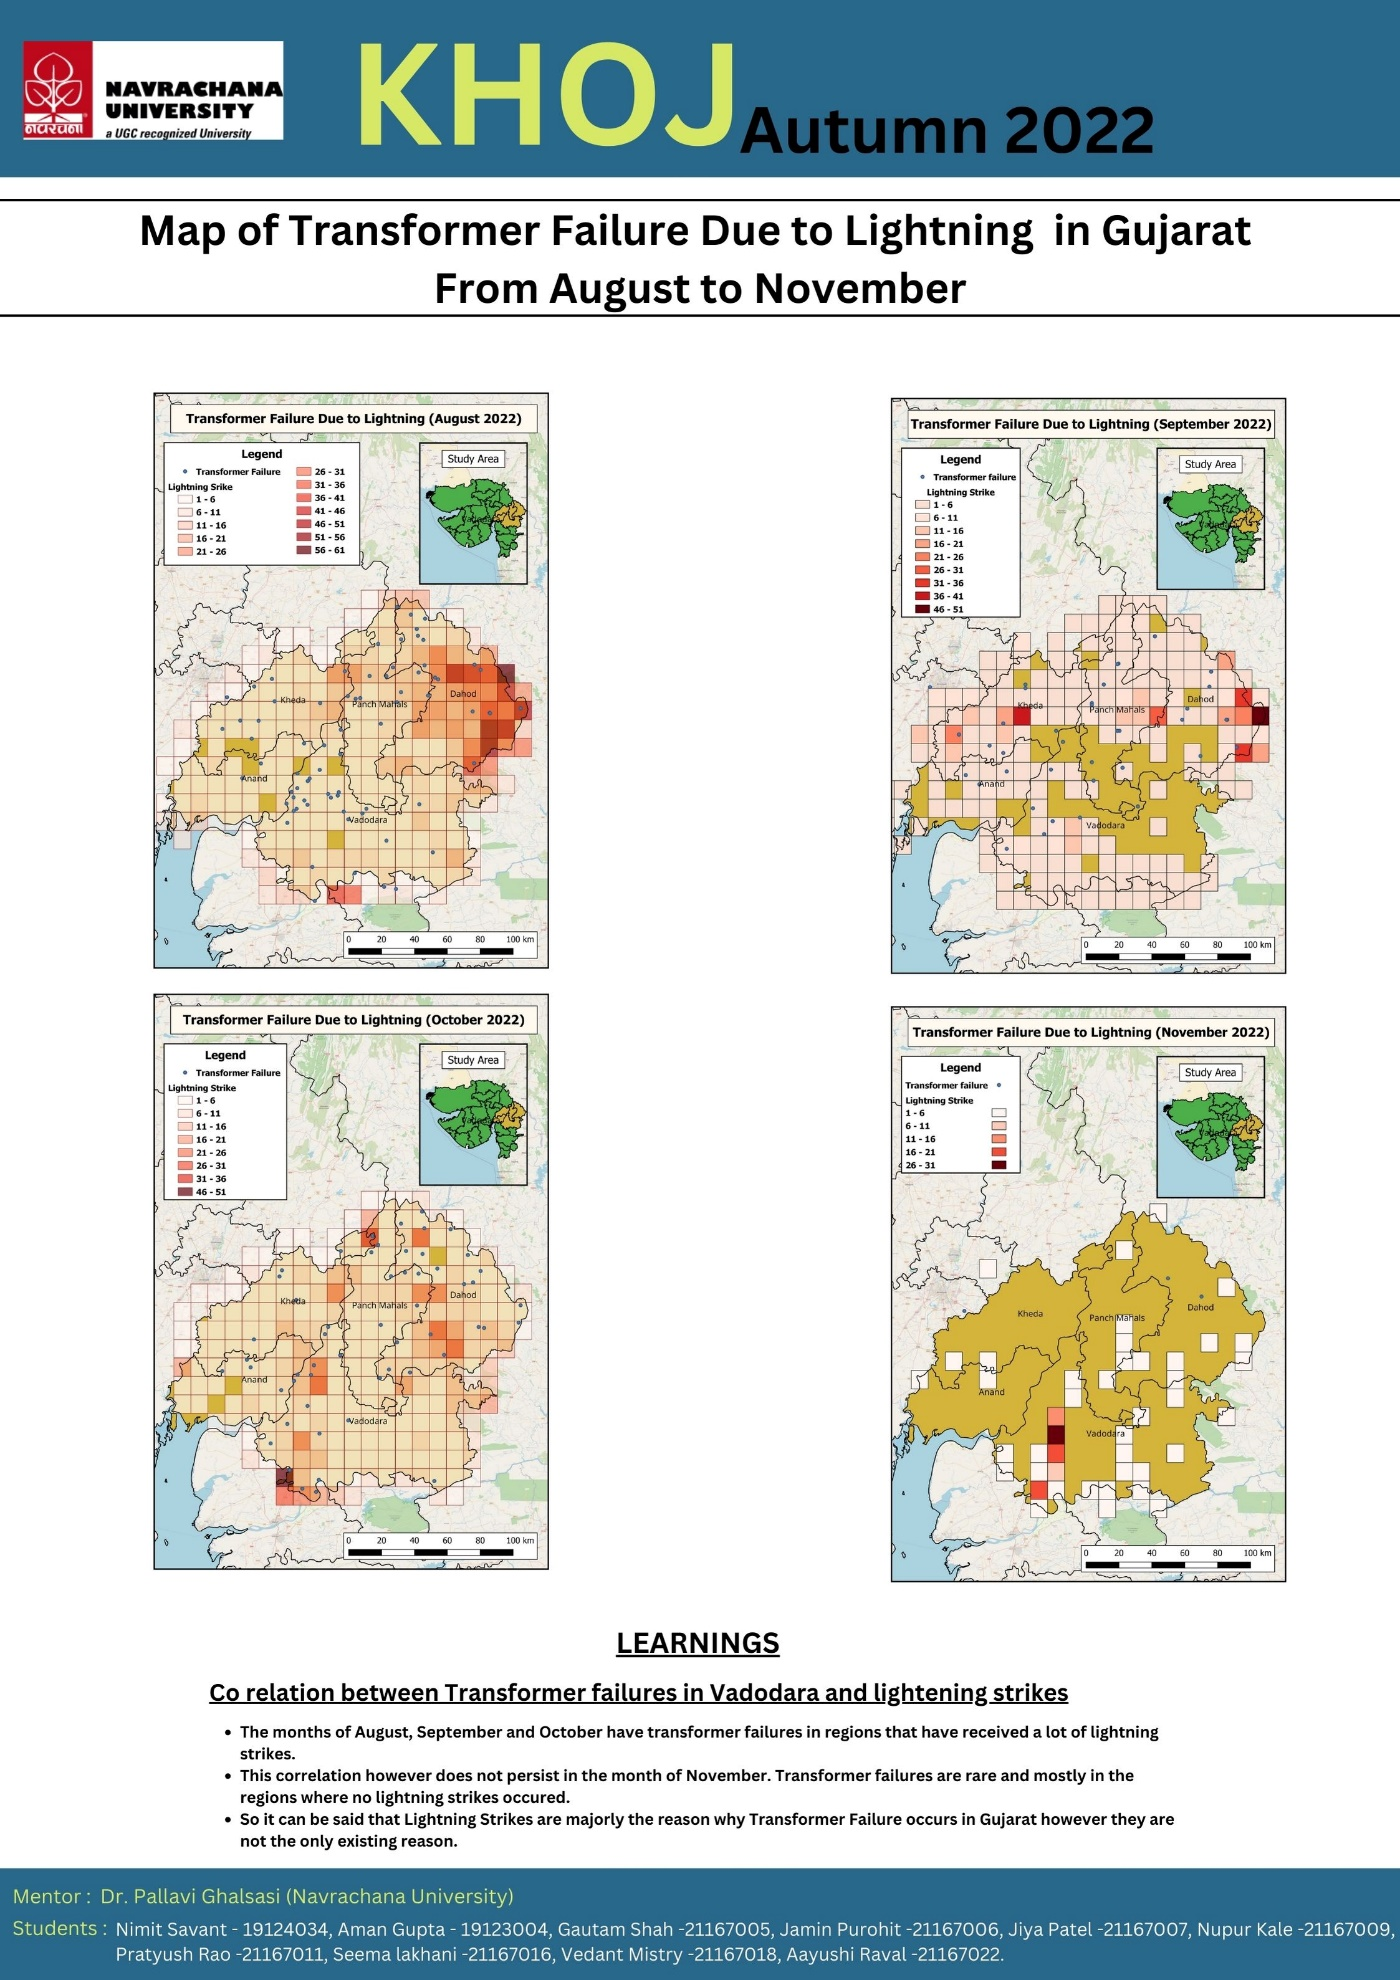 नवरचना
NAVRACHANA
UNIVERSITY
a UGC recognized University
KHOJ Autumn 2022
Map of Transformer Failure Due to Lightning in Gujarat
From August to November
Transformer Failure Due to Lightning (August 2022)
Legend
Transformer Failure
Lightning Srike
1 - 6
6 - 11
11 - 16
16 - 21
21 - 26
26 - 31
31 - 36
36 - 41
41 - 46
46 - 51
51 - 56
56 - 61
Study Area
Kheda
Panch Mahals
Dahod
Anand
Vadodara
0 20 40 60 80 100 km
Transformer Failure Due to Lightning (September 2022)
Legend
Transformer failure
Lightning Strike
1 - 6
6 - 11
11 - 16
16 - 21
21 - 26
26 - 31
31 - 36
36 - 41
46 - 51
Study Area
Kheda
Panch Mahals
Dahod
Anand
Vadodara
0 20 40 60 80 100 km
Transformer Failure Due to Lightning (October 2022)
Legend
Transformer Failure
Lightning Strike
1 - 6
6 - 11
11 - 16
16 - 21
21 - 26
26 - 31
31 - 36
46 - 51
Study Area
Kheda
Panch Mahals
Dahod
Anand
Vadodara
0 20 40 60 80 100 km
Transformer Failure Due to Lightning (November 2022)
Legend
Transformer failure
Lightning Strike
1 - 6
6 - 11
11 - 16
16 - 21
26 - 31
Study Area
Kheda
Panch Mahals
Dahod
Anand
Vadodara
0 20 40 60 80 100 km
LEARNINGS
Co relation between Transformer failures in Vadodara and lightening strikes
• The months of August, September and October have transformer failures in regions that have received a lot of lightning
strikes.
• This correlation however does not persist in the month of November. Transformer failures are rare and mostly in the
regions where no lightning strikes occured.
• So it can be said that Lightning Strikes are majorly the reason why Transformer Failure occurs in Gujarat however they are
not the only existing reason.
Mentor : Dr. Pallavi Ghalsasi (Navrachana University)
Students : Nimit Savant - 19124034, Aman Gupta - 19123004, Gautam Shah -21167005, Jamin Purohit -21167006, Jiya Patel -21167007, Nupur Kale -21167009,
Pratyush Rao -21167011, Seema lakhani -21167016, Vedant Mistry -21167018, Aayushi Raval -21167022.